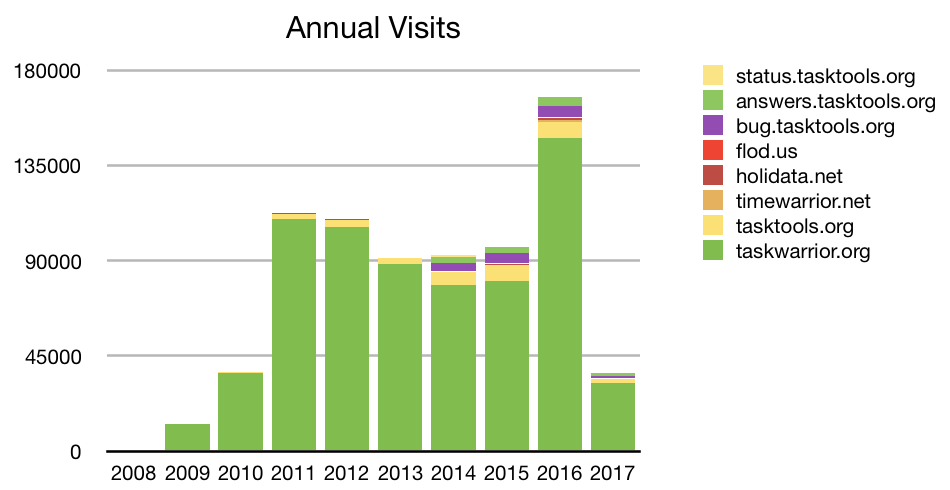 Annual Visits
180000
135000
90000
45000
0
2008 2009 2010 2011 2012 2013 2014 2015 2016 2017
status.tasktools.org
answers.tasktools.org
bug.tasktools.org
flod.us
holidata.net
timewarrior.net
tasktools.org
taskwarrior.org